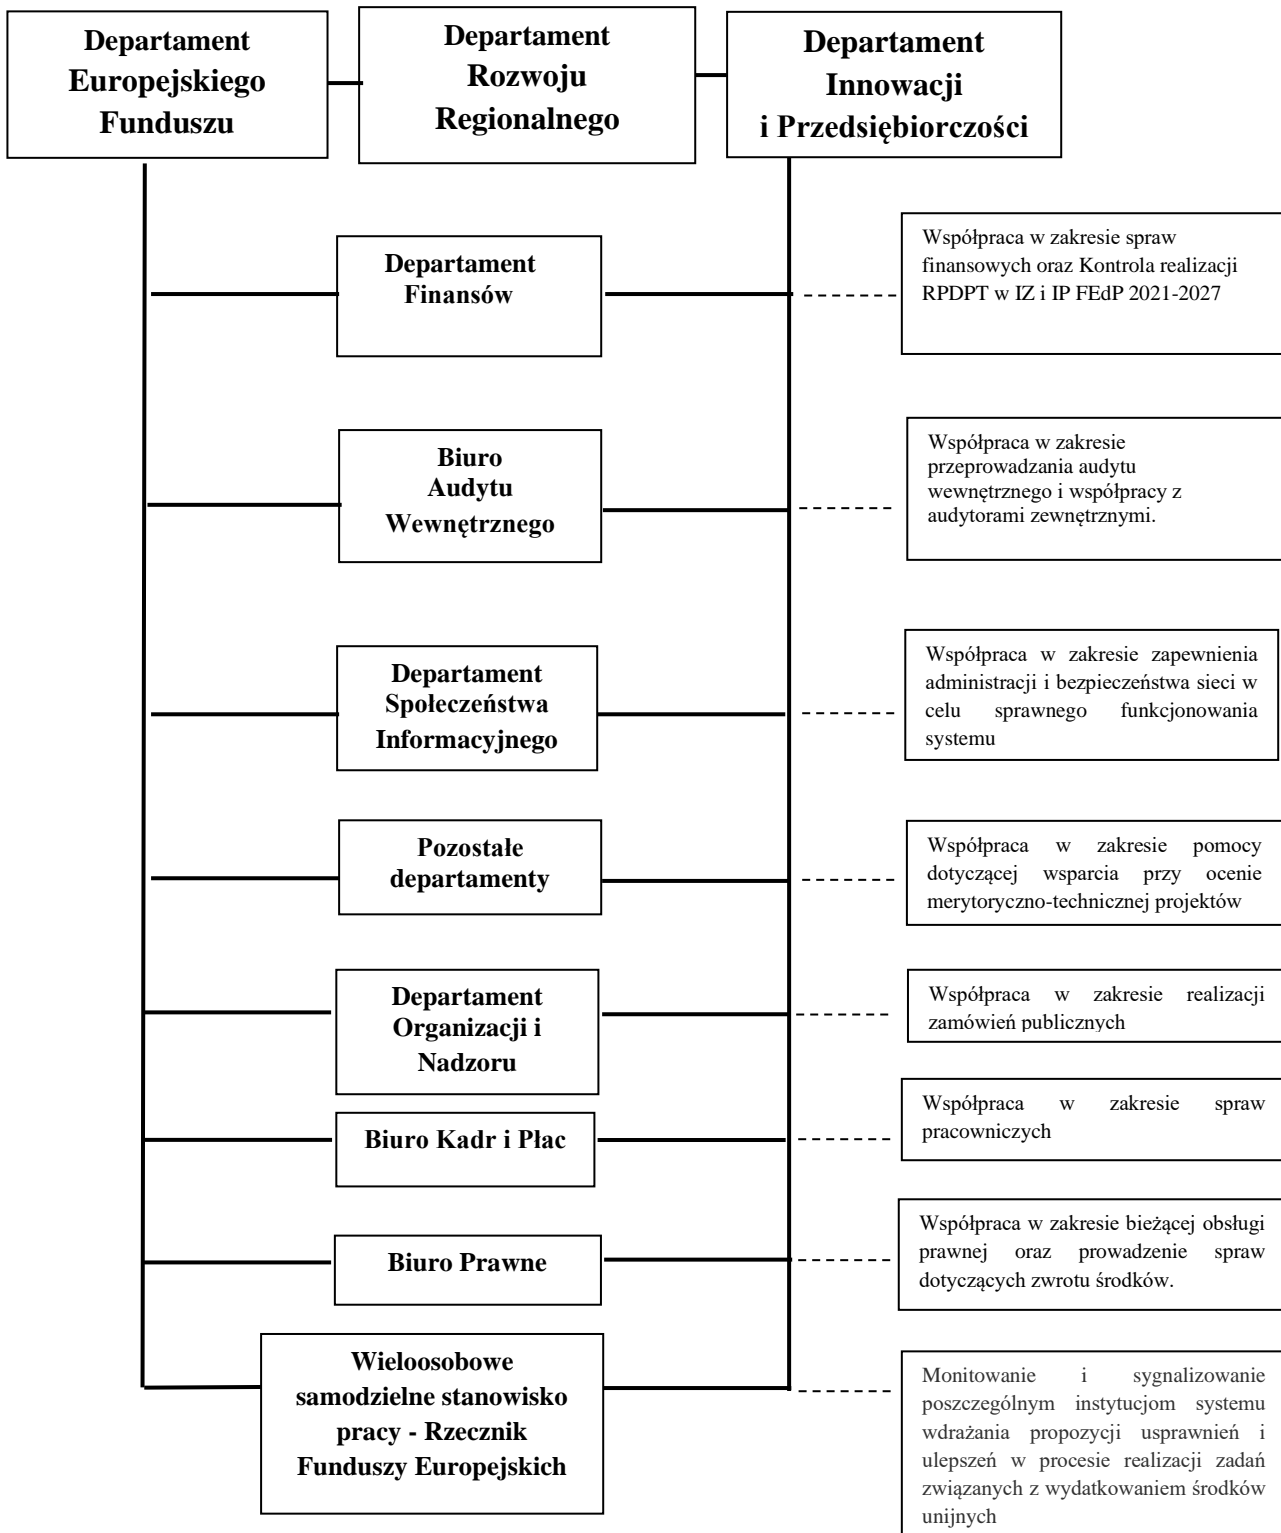 Departament
Europejskiego
Funduszu
Departament
Rozwoju
Regionalnego
Departament
Innowacji
i Przedsiębiorczości
Departament
Finansów
Współpraca w zakresie spraw
finansowych oraz Kontrola realizacji
RPDPT w IZ i IP FEdP 2021-2027
Biuro
Audytu
Wewnętrznego
Współpraca w zakresie
przeprowadzania audytu
wewnętrznego i współpracy z
audytorami zewnętrznymi.
Departament
Społeczeństwa
Informacyjnego
Współpraca w zakresie zapewnienia
administracji i bezpieczeństwa sieci w
celu sprawnego funkcjonowania
systemu
Pozostałe
departamenty
Współpraca w zakresie pomocy
dotyczącej wsparcia przy ocenie
merytoryczno-technicznej projektów
Departament
Organizacji i
Nadzoru
Współpraca w zakresie realizacji
zamówień publicznych
Biuro Kadr i Płac
Współpraca w zakresie spraw
pracowniczych
Biuro Prawne
Współpraca w zakresie bieżącej obsługi
prawnej oraz prowadzenie spraw
dotyczących zwrotu środków.
Wieloosobowe
samodzielne stanowisko
pracy - Rzecznik
Funduszy Europejskich
Monitowanie i sygnalizowanie
poszczególnym instytucjom systemu
wdrażania propozycji usprawnień i
ulepszeń w procesie realizacji zadań
związanych z wydatkowaniem środków
unijnych